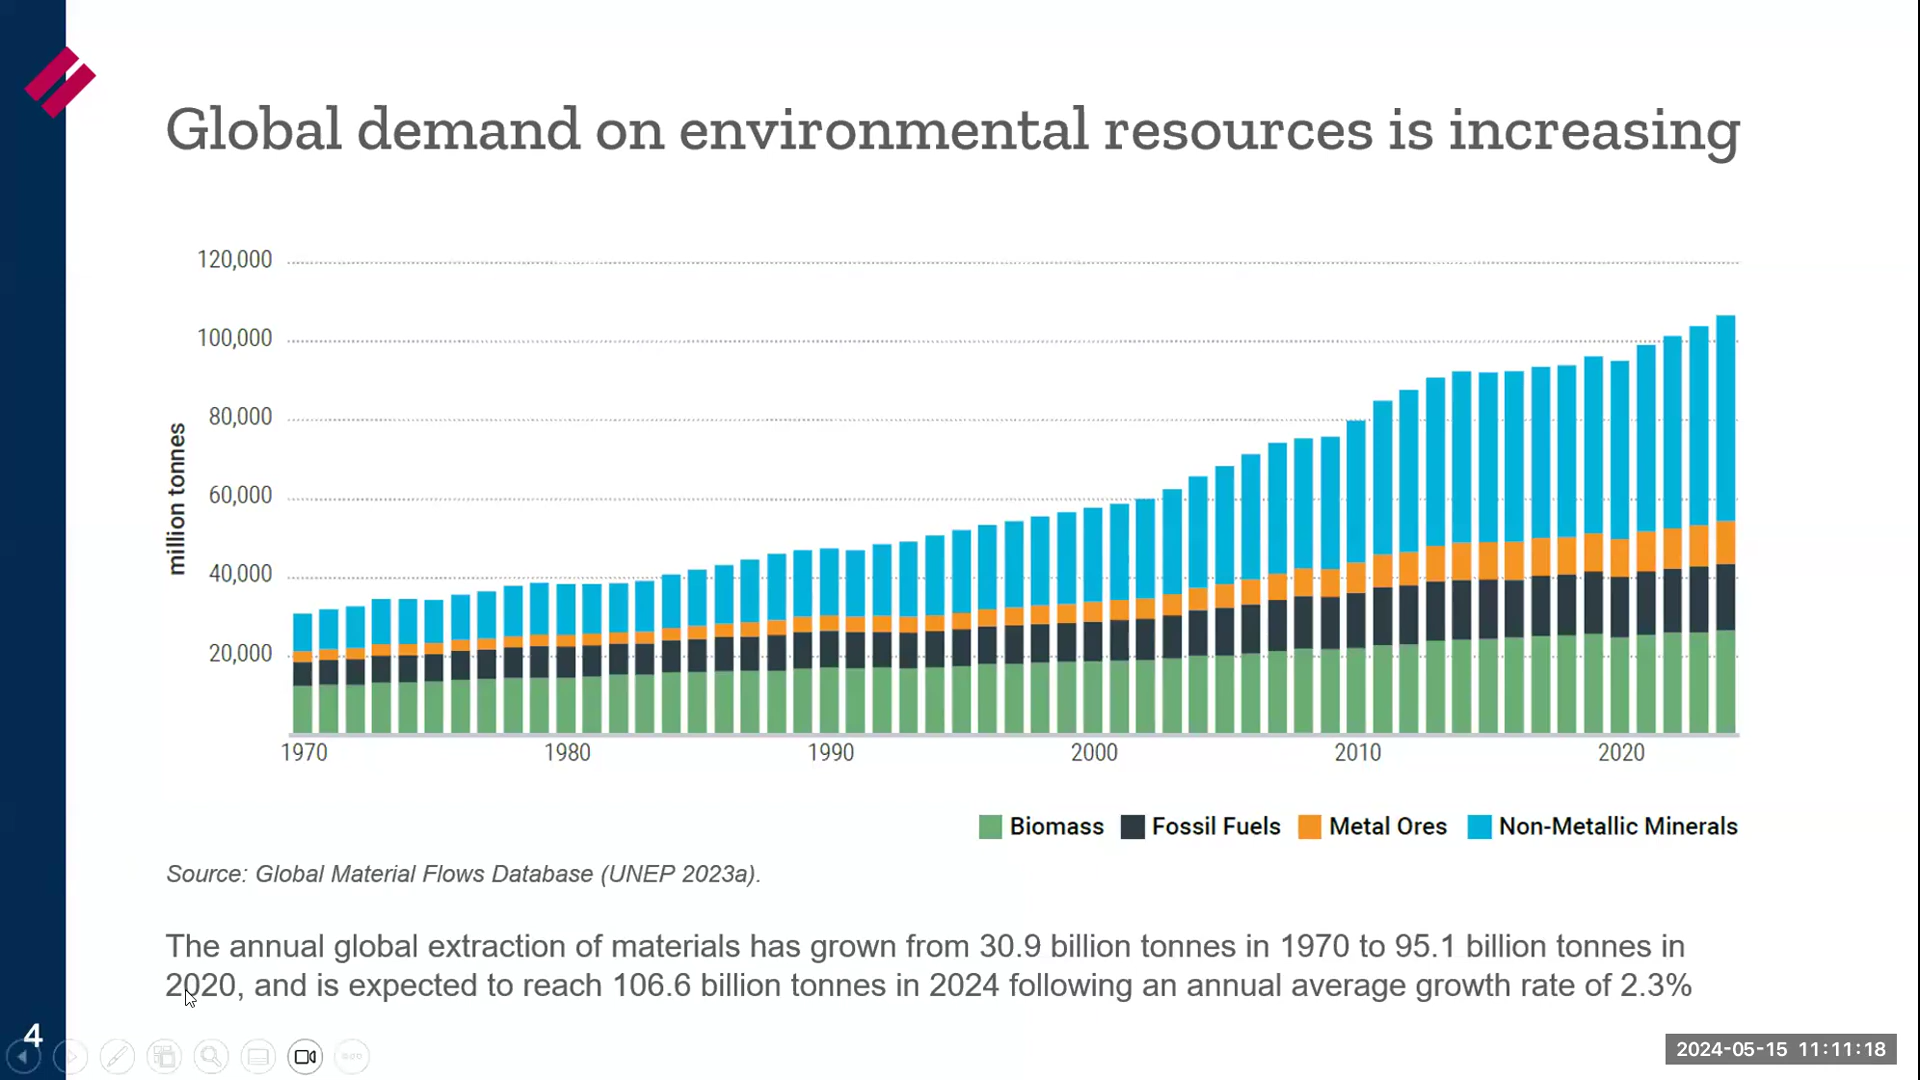 Global demand on environmental resources is increasing
120,000
100,000
80,000
60,000
40,000
20,000
million tonnes
1970 1980 1990 2000 2010 2020
Biomass Fossil Fuels Metal Ores Non-Metallic Minerals
Source: Global Material Flows Database (UNEP 2023a).
The annual global extraction of materials has grown from 30.9 billion tonnes in 1970 to 95.1 billion tonnes in
2020, and is expected to reach 106.6 billion tonnes in 2024 following an annual average growth rate of 2.3%
4
2024-05-15 11:11:18